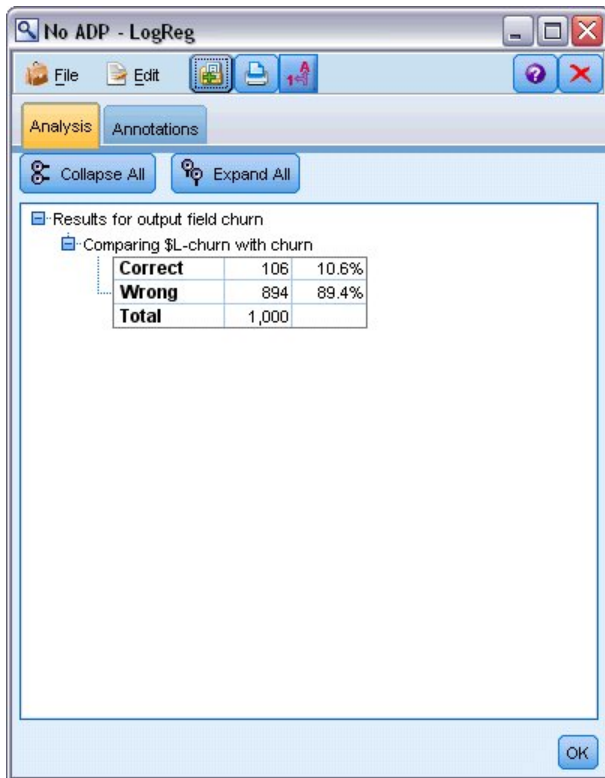 No ADP - LogReg
File Edit
Analysis Annotations
Collapse All Expand All
Results for output field churn
Comparing $L-churn with churn
Correct 106 10.6%
Wrong 894 89.4%
Total 1,000
OK